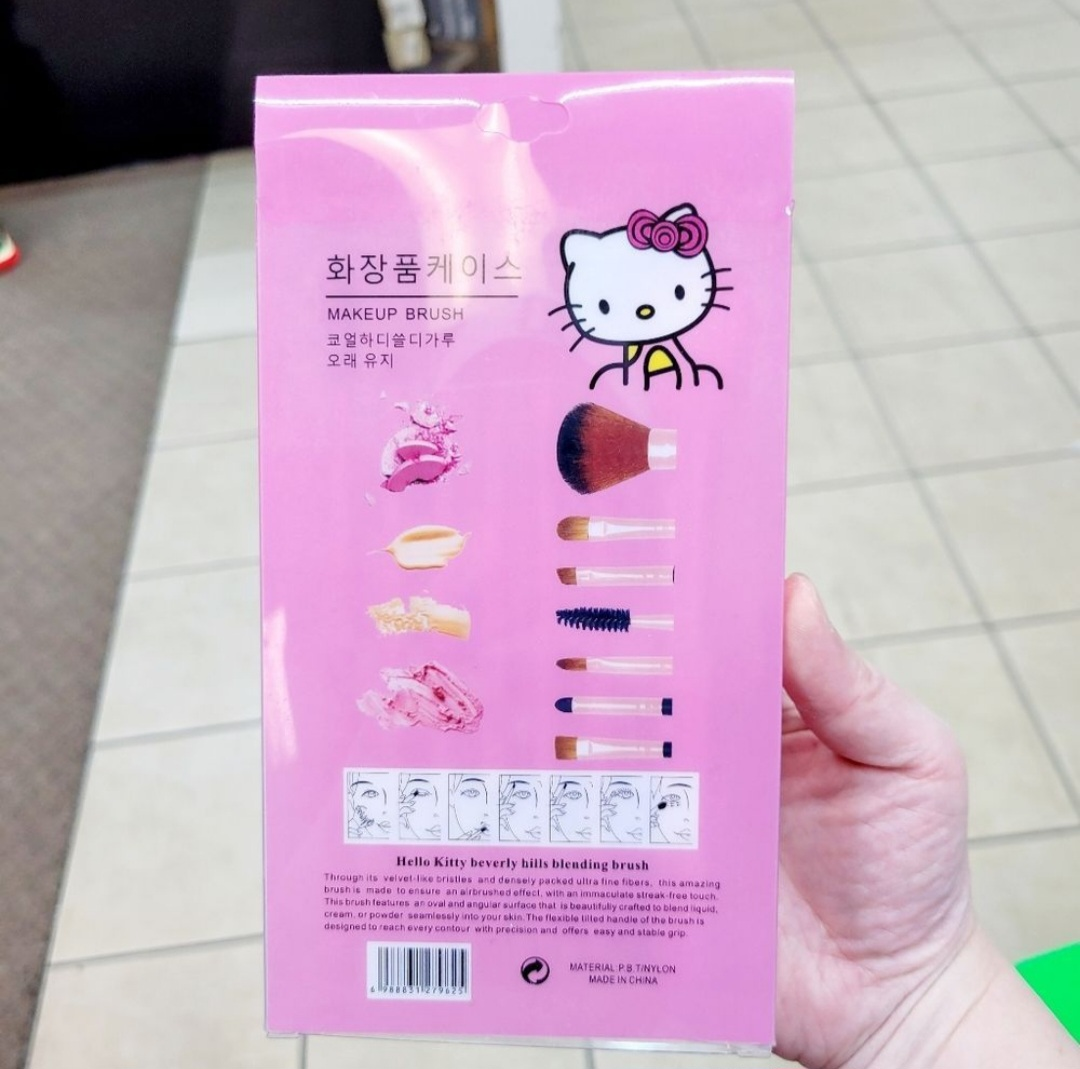 화장품케이스
MAKEUP BRUSH
쿄얼하디쓸디가루
오래 유지
Hello Kitty beverly hills blending brush
Through its velvet-like bristles and densely packed ultra fine fibers, this amazing
brush is made to ensure an airbrushed effect, with an immaculate streak-free touch.
This brush features an oval and angular surface that is beautifully crafted to blend liquid,
cream, or powder seamlessly into your skin. The flexible tilted handle of the brush is
designed to reach every contour with precision and offers easy and stable grip.
MATERIAL P.B.T/NYLON
MADE IN CHINA
6 988831 279625